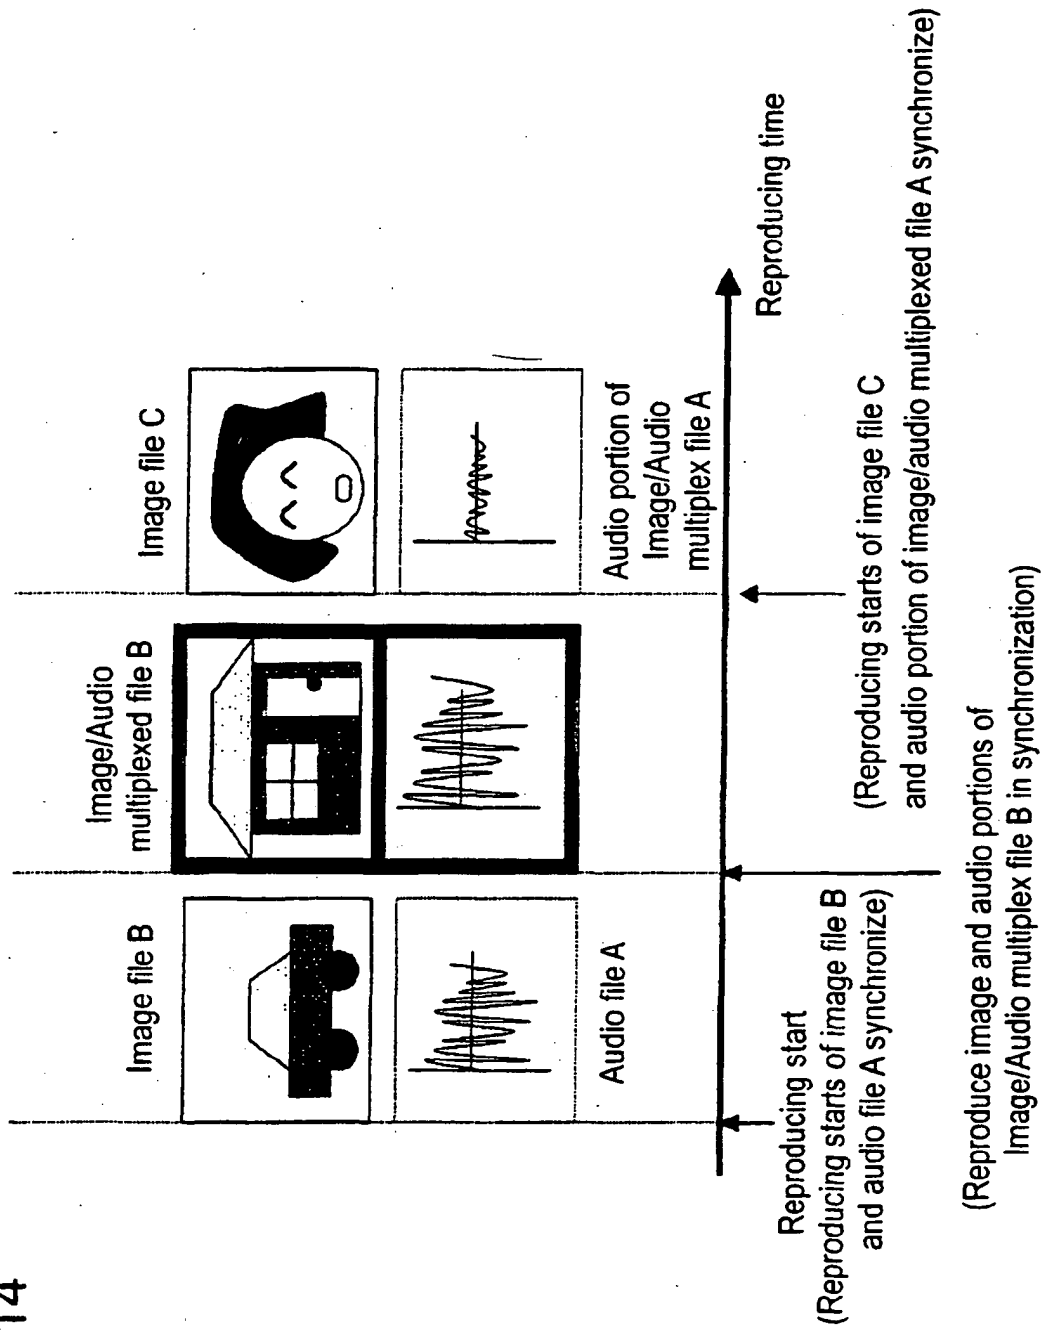 14
Image file B
Image/Audio
multiplexed file B
Image file C
Audio file A
Audio portion of
Image/Audio
multiplex file A
Reproducing time
Reproducing start
(Reproducing starts of image file B
and audio file A synchronize)
(Reproduce image and audio portions of
Image/Audio multiplex file B in synchronization)
(Reproducing starts of image file C
and audio portion of image/audio multiplexed file A synchronize)